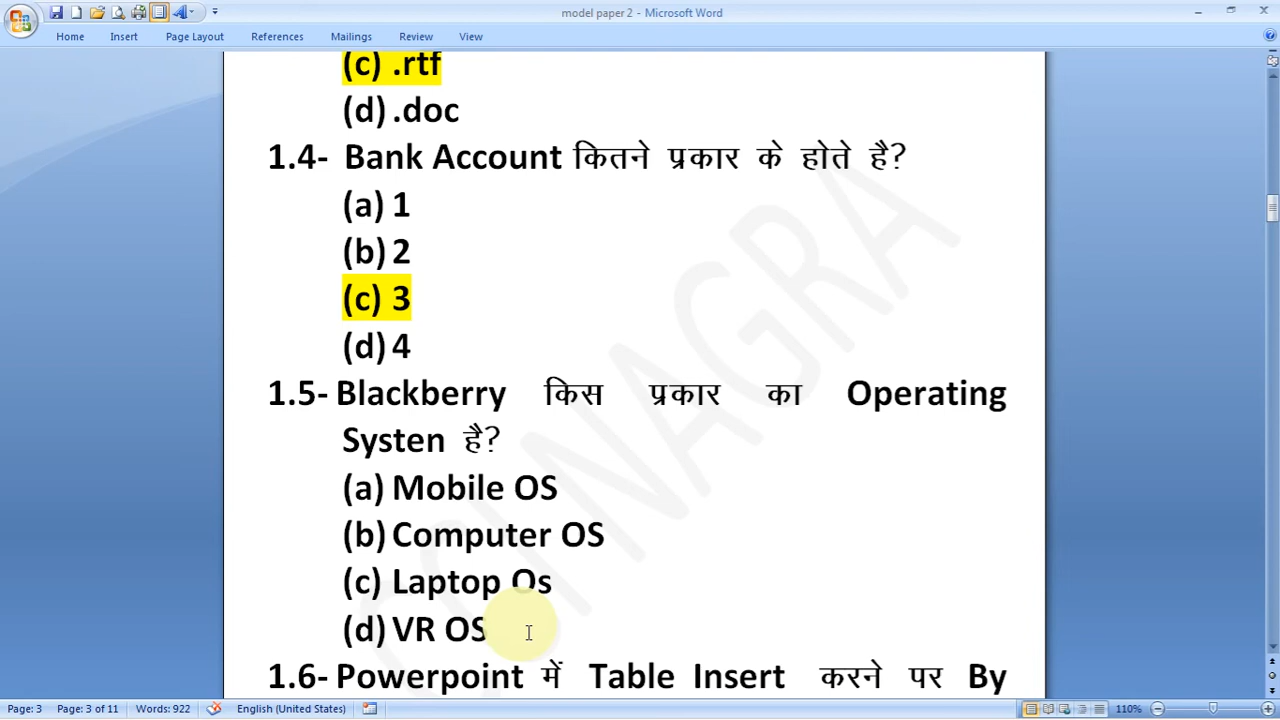 model paper 2 - Microsoft Word
Home Insert Page Layout References Mailings Review View
(c) .rtf
(d) .doc
1.4- Bank Account कितने प्रकार के होते है?
(a) 1
(b) 2
(c) 3
(d) 4
1.5- Blackberry किस प्रकार का Operating
Systen है?
(a) Mobile OS
(b) Computer OS
(c) Laptop Os
(d) VR OS
1.6- Powerpoint में Table Insert करने पर By
Page: 3 Page: 3 of 11 Words: 922 English (United States) 110%